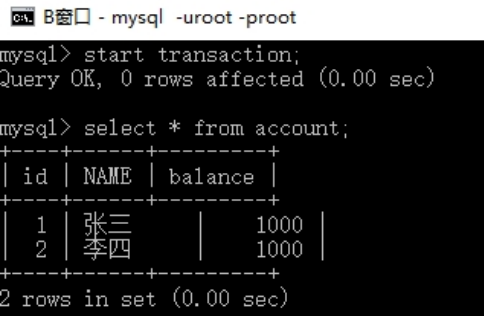 B窗口 - mysql -uroot -proot
mysql> start transaction;
Query OK, 0 rows affected (0.00 sec)
mysql> select * from account;
+----+------+---------+
| id | NAME | balance |
+----+------+---------+
| 1 | 张三 | 1000 |
| 2 | 李四 | 1000 |
+----+------+---------+
2 rows in set (0.00 sec)